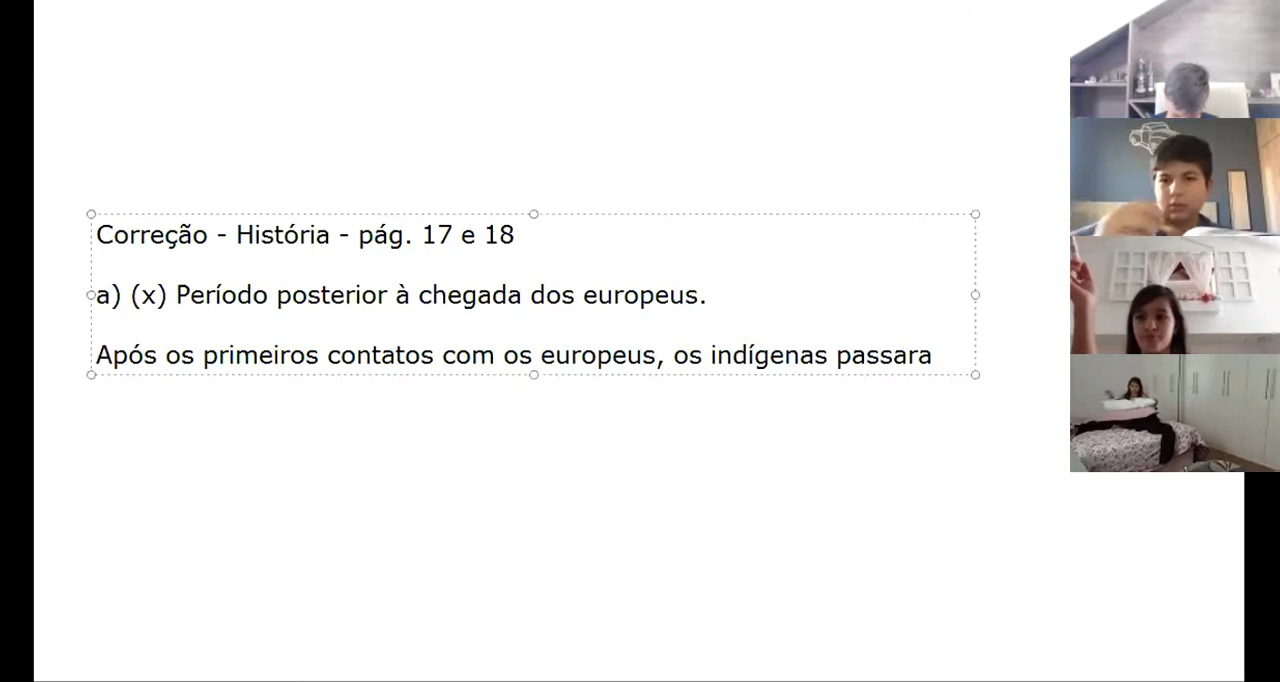 Correção - História - pág. 17 e 18
a) (x) Período posterior à chegada dos europeus.
Após os primeiros contatos com os europeus, os indígenas passara